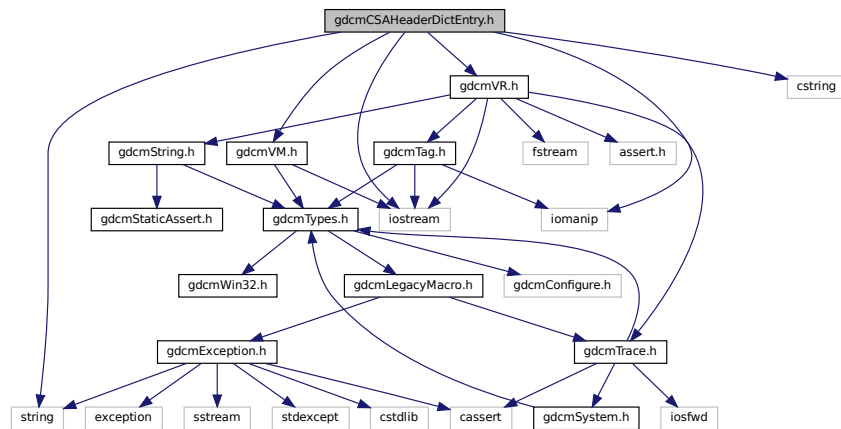 gdcmCSAHeaderDictEntry.h
gdcmVR.h
cstring
gdcmString.h
gdcmVM.h
gdcmTag.h
fstream
assert.h
gdcmStaticAssert.h
gdcmTypes.h
iostream
iomanip
gdcmWin32.h
gdcmLegacyMacro.h
gdcmConfigure.h
gdcmException.h
gdcmTrace.h
string
exception
sstream
stdexcept
cstdlib
cassert
gdcmSystem.h
iosfwd